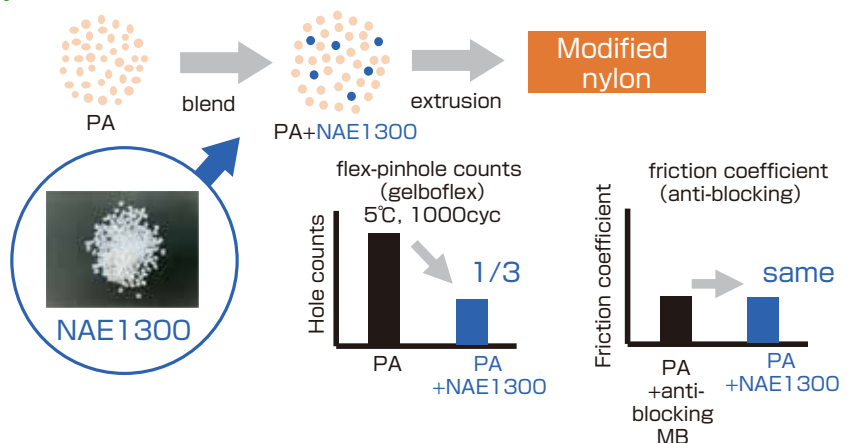 PA
blend
PA+NAE1300
extrusion
Modified
nylon
NAE1300
flex-pinhole counts
(gelboflex)
5℃, 1000cyc
Hole counts
1/3
PA
PA
+NAE1300
friction coefficient
(anti-blocking)
Friction coefficient
same
PA
+anti-
blocking
MB
PA
+NAE1300